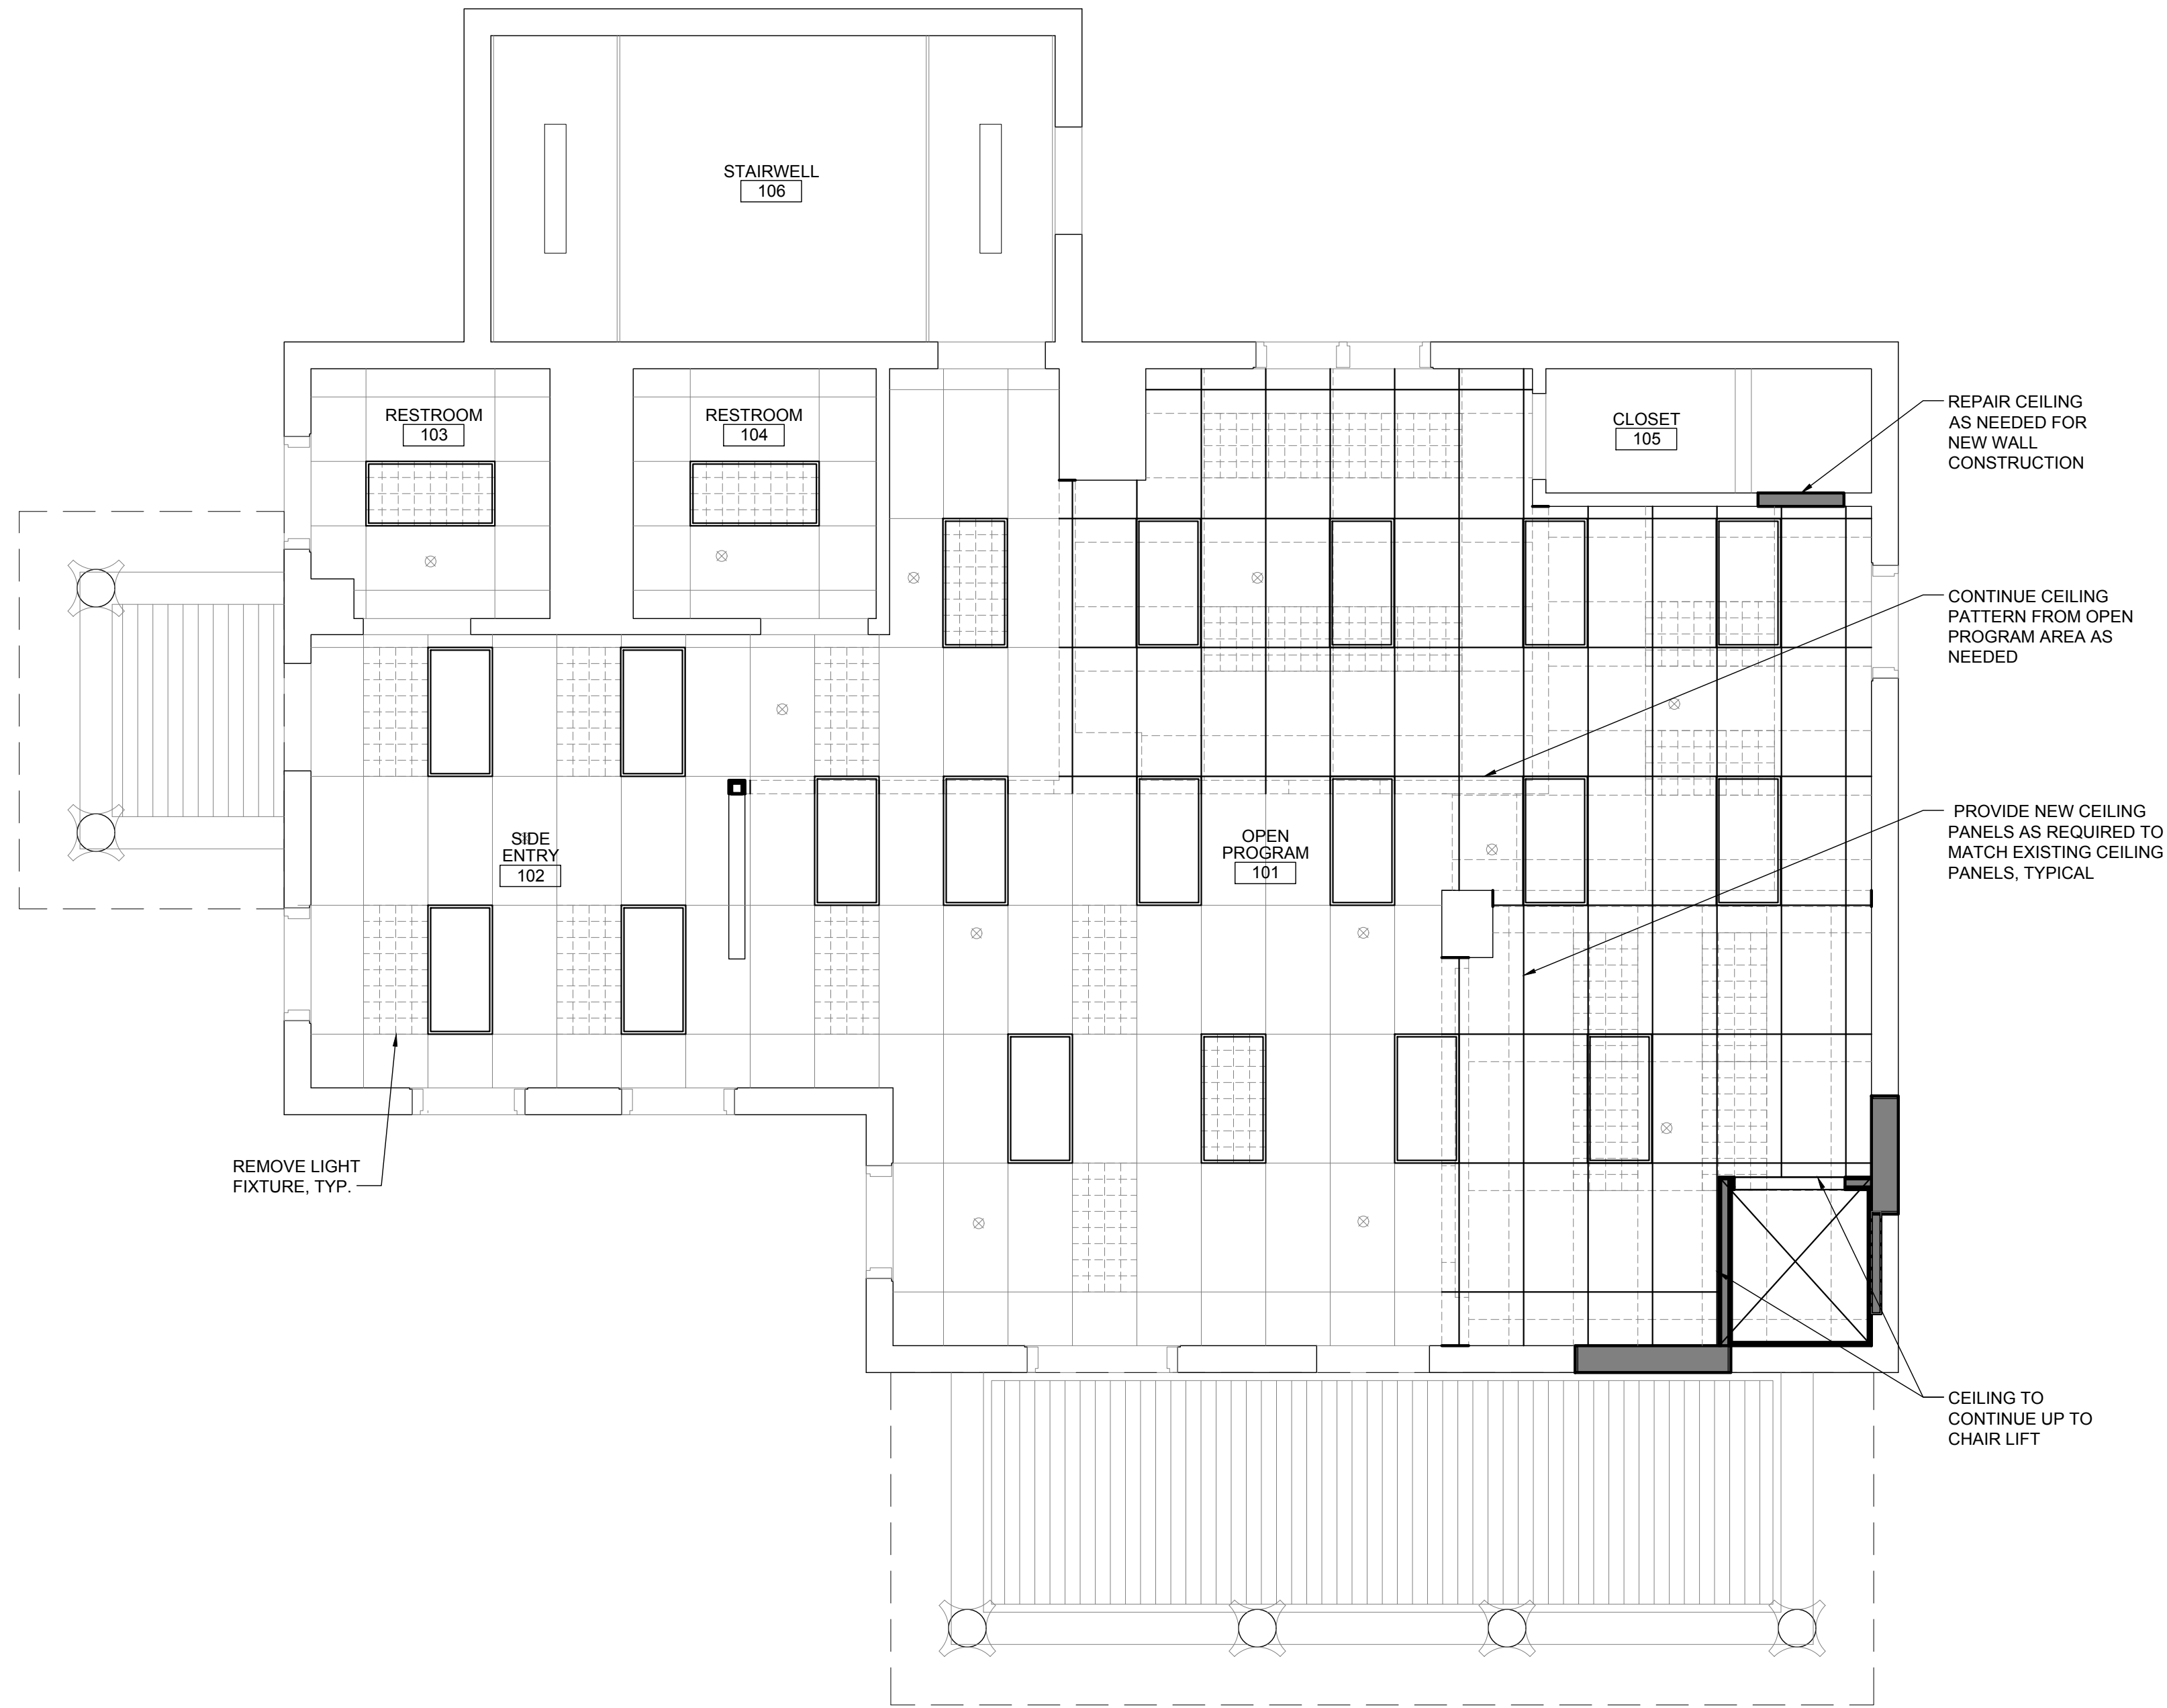 STAIRWELL
106
RESTROOM
103
RESTROOM
104
CLOSET
105
REPAIR CEILING
AS NEEDED FOR
NEW WALL
CONSTRUCTION
CONTINUE CEILING
PATTERN FROM OPEN
PROGRAM AREA AS
NEEDED
PROVIDE NEW CEILING
PANELS AS REQUIRED TO
MATCH EXISTING CEILING
PANELS, TYPICAL
SIDE
ENTRY
102
OPEN
PROGRAM
101
REMOVE LIGHT
FIXTURE, TYP.
CEILING TO
CONTINUE UP TO
CHAIR LIFT